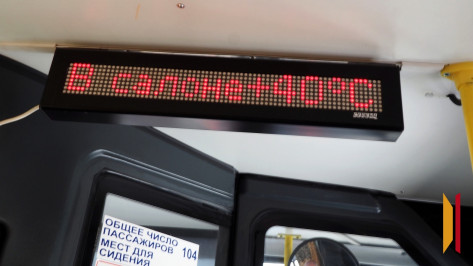 В салоне+40°C
ОБЩЕЕ ЧИСЛО
ПАССАЖИРОВ 104
МЕСТ ДЛЯ
СИДЕНИЯ